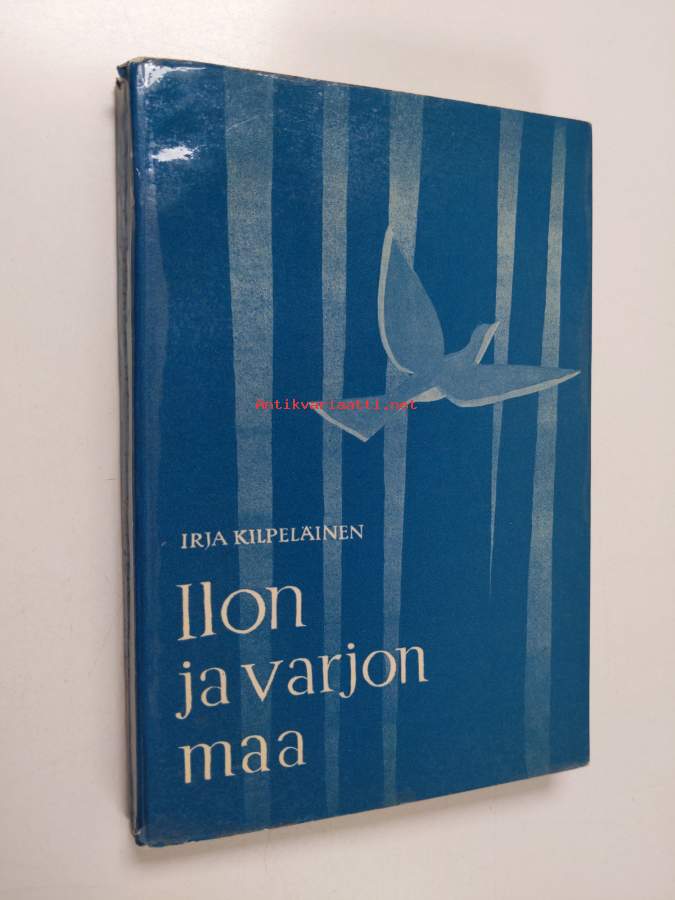 Antikvariaatti.net
IRJA KILPELÄINEN
Ilon
ja varjon
maa